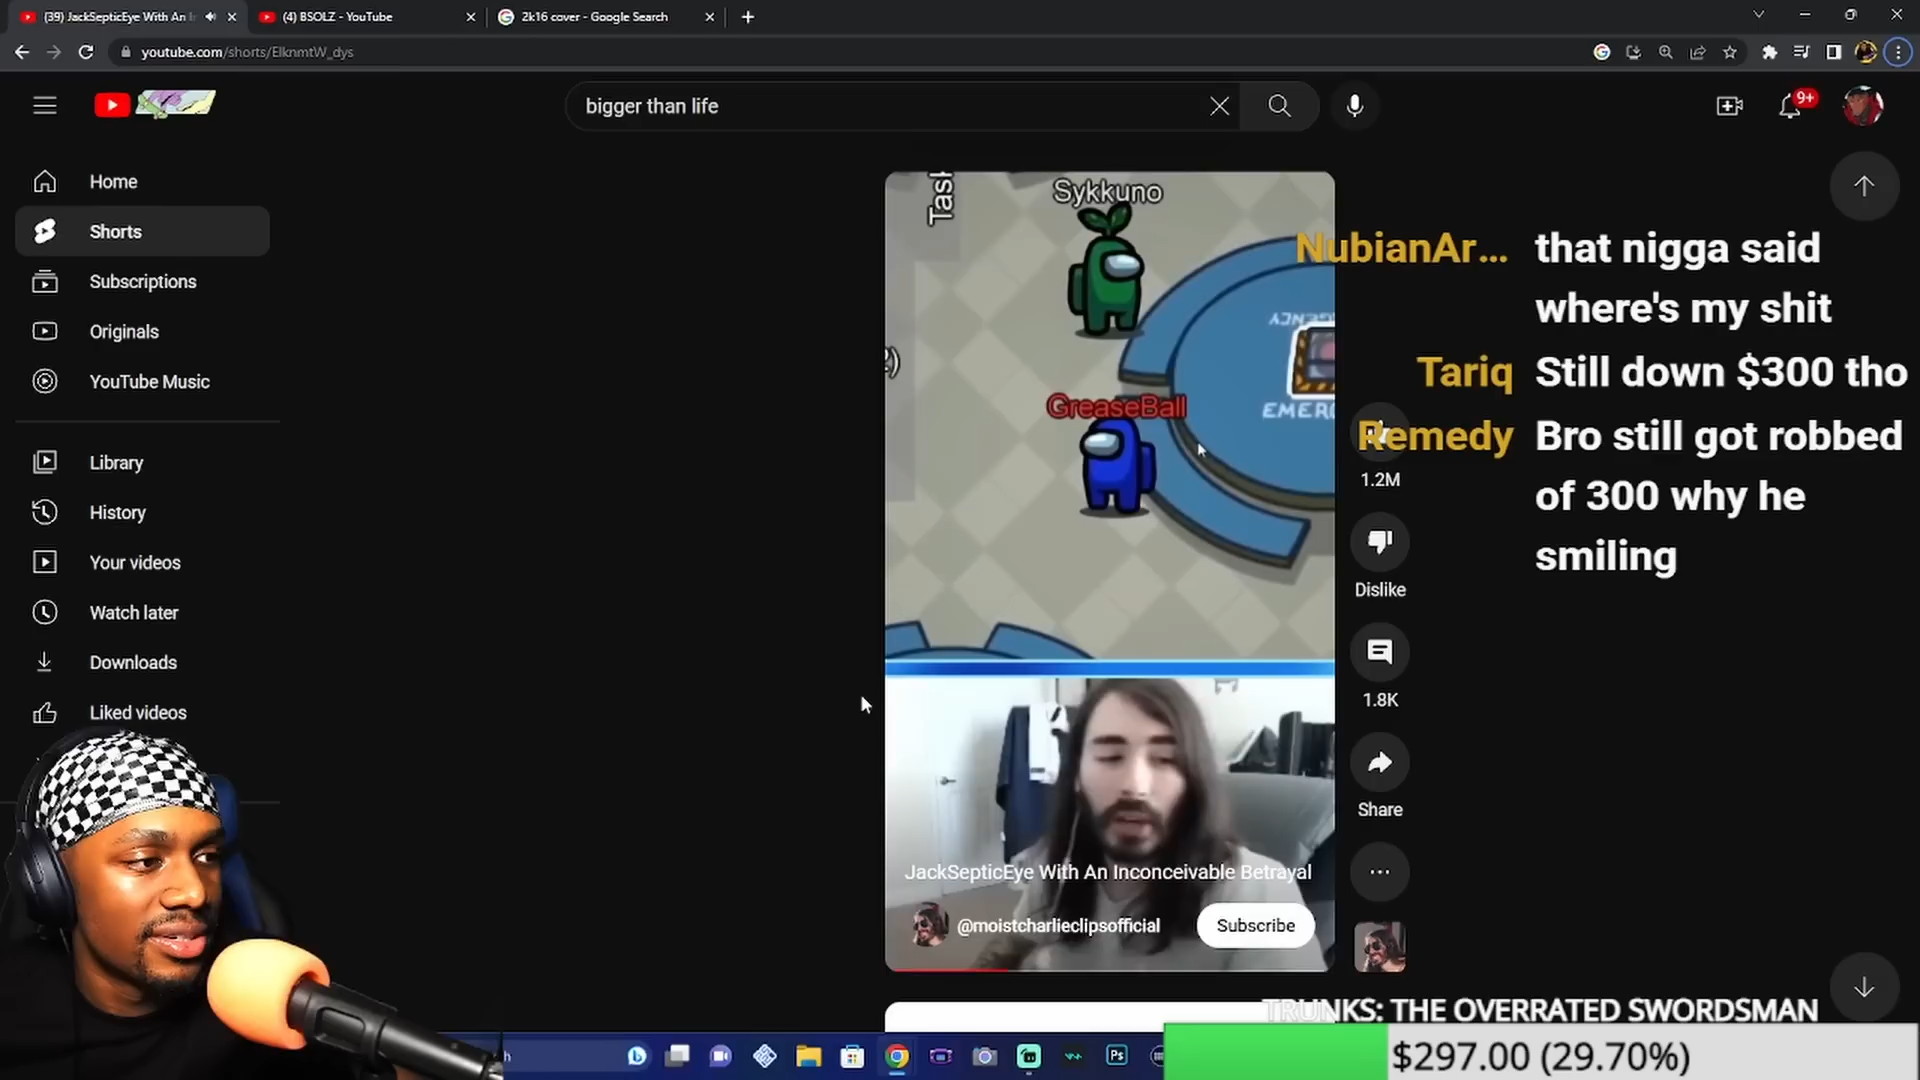 (39) JackSepticEye With An I
(4) BSOLZ - YouTube
2k16 cover - Google Search
youtube.com/shorts/ElknmtW_dys
bigger than life
9+
Home
Shorts
Subscriptions
Originals
YouTube Music
Library
History
Your videos
Watch later
Downloads
Liked videos
Task
Sykkuno
GreaseBall
EMERG
1.2M
Dislike
1.8K
Share
JackSepticEye With An Inconceivable Betrayal
@moistcharlieclipsofficial
Subscribe
NubianAr... that nigga said
where's my shit
Tariq Still down $300 tho
Remedy Bro still got robbed
of 300 why he
smiling
TRUNKS: THE OVERRATED SWORDSMAN
$297.00 (29.70%)
Ps